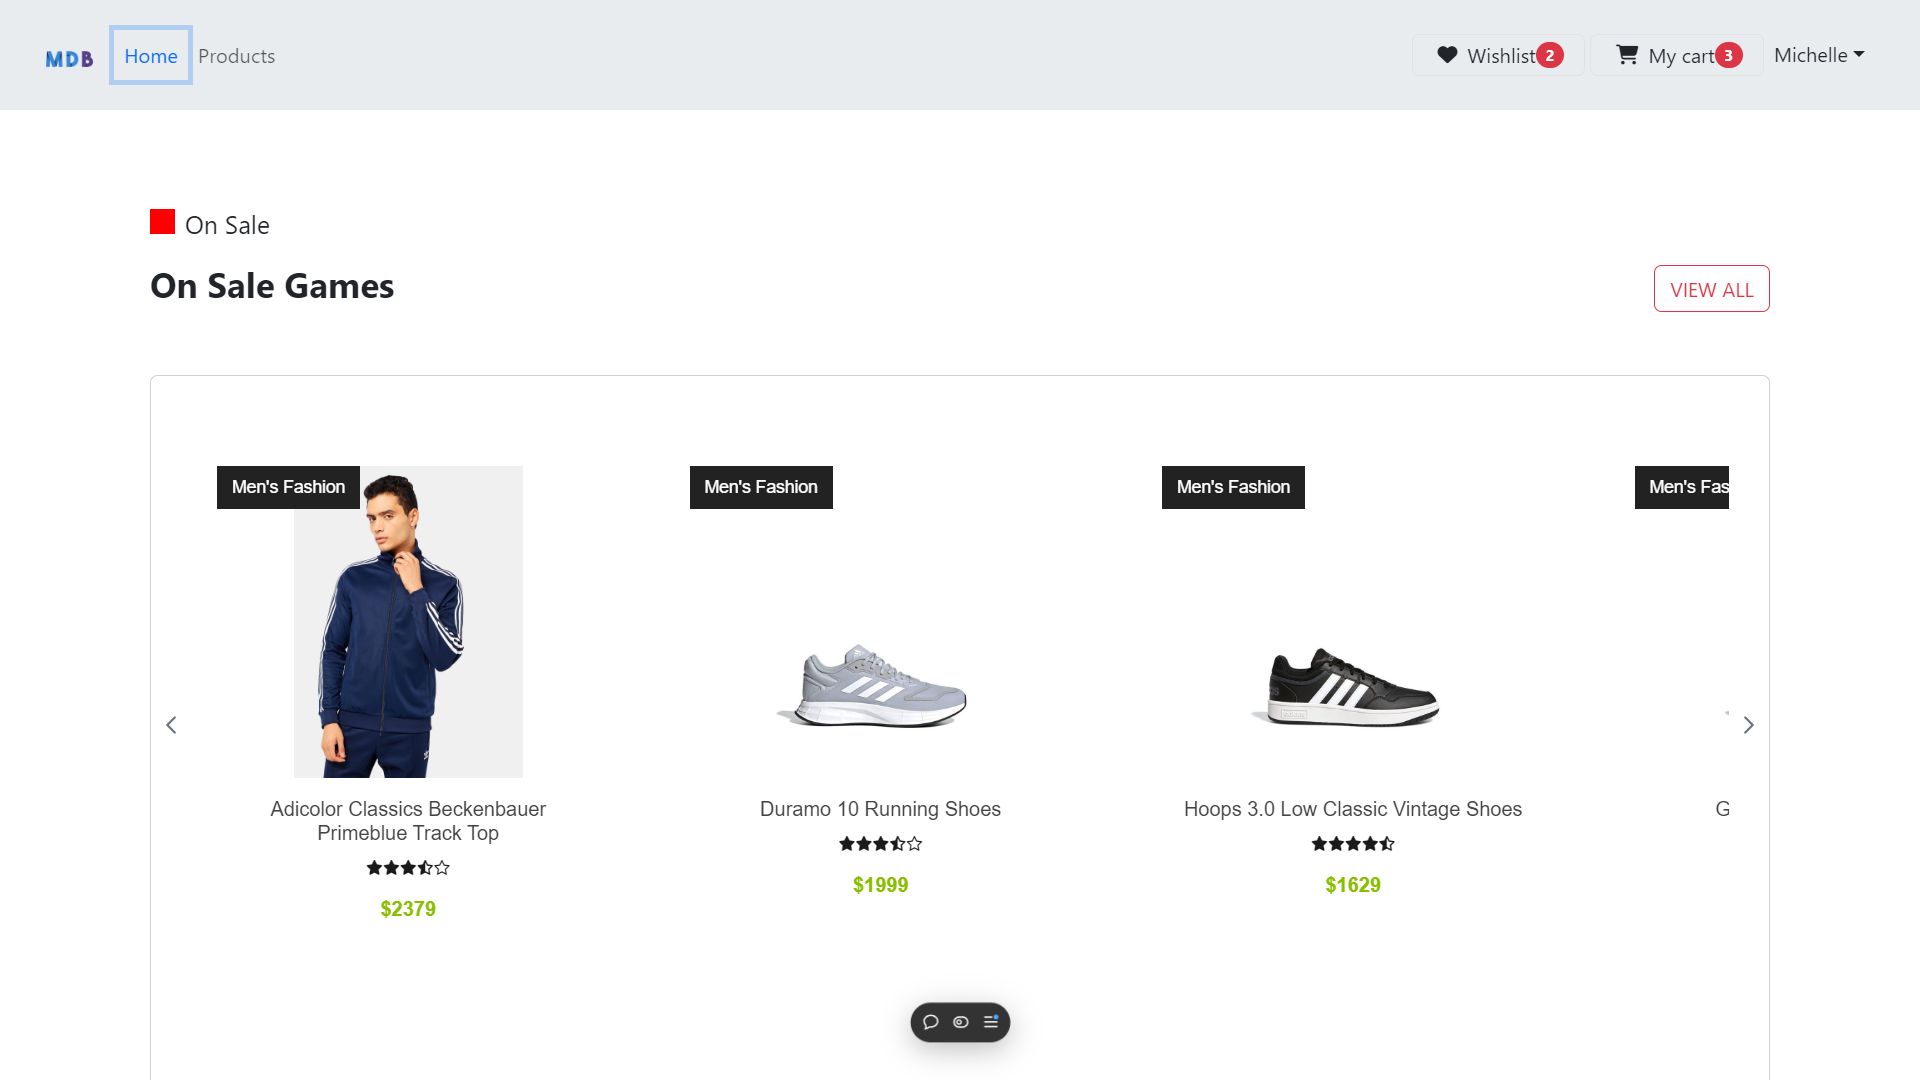 MDB Home Products Wishlist 2 My cart 3 Michelle
On Sale
On Sale Games VIEW ALL
Men's Fashion Men's Fashion Men's Fashion Men's Fas
Adicolor Classics Beckenbauer Duramo 10 Running Shoes Hoops 3.0 Low Classic Vintage Shoes G
Primeblue Track Top
$1999 $1629
$2379